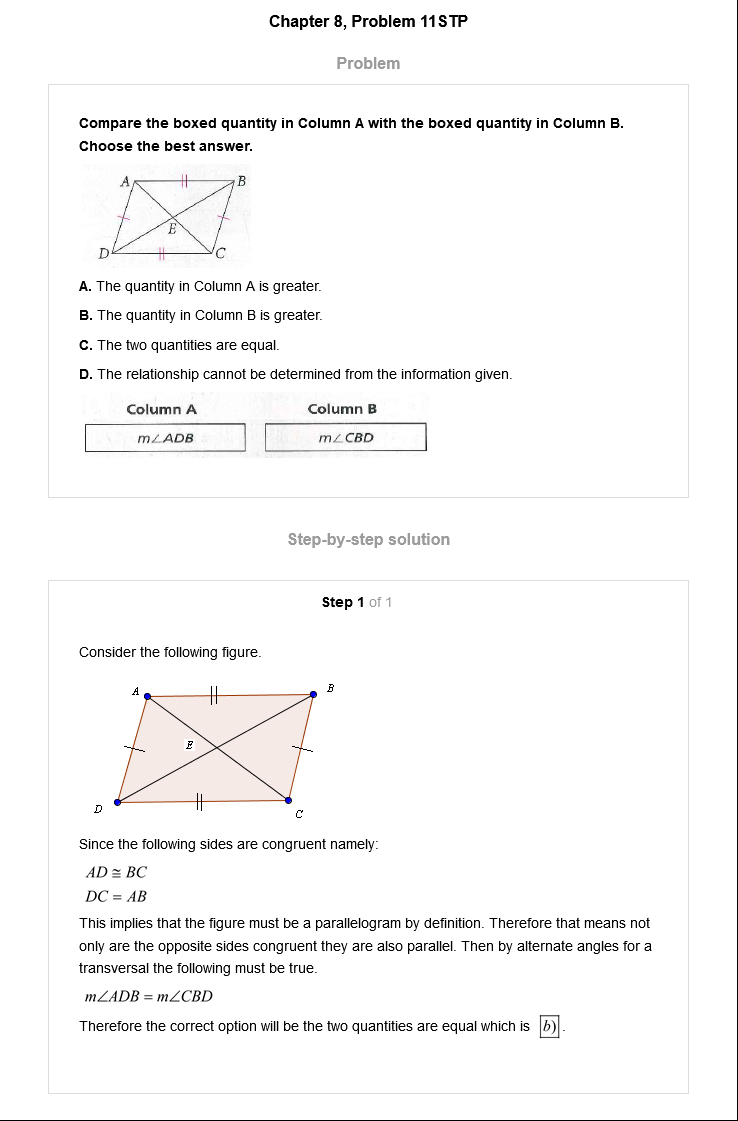 Chapter 8, Problem 11STP
Problem
Compare the boxed quantity in Column A with the boxed quantity in Column B.
Choose the best answer.
A B
E
D C
A. The quantity in Column A is greater.
B. The quantity in Column B is greater.
C. The two quantities are equal.
D. The relationship cannot be determined from the information given.
Column A Column B
m∠ADB m∠CBD
Step-by-step solution
Step 1 of 1
Consider the following figure.
A B
E
D C
Since the following sides are congruent namely:
AD ≅ BC
DC = AB
This implies that the figure must be a parallelogram by definition. Therefore that means not
only are the opposite sides congruent they are also parallel. Then by alternate angles for a
transversal the following must be true.
m∠ADB = m∠CBD
Therefore the correct option will be the two quantities are equal which is b).